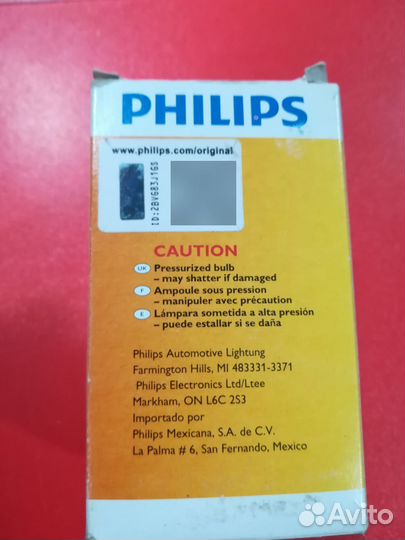 PHILIPS
www.philips.com/original
ID:2BVG83J1GS
CAUTION
UK Pressurized bulb
– may shatter if damaged
F Ampoule sous pression
– manipuler avec précaution
E Lámpara sometida a alta presión
– puede estallar si se daña
Philips Automotive Lightung
Farmington Hills, MI 483331-3371
Philips Electronics Ltd/Ltee
Markham, ON L6C 2S3
Importado por
Philips Mexicana, S.A. de C.V.
La Palma # 6, San Fernando, Mexico
Avito